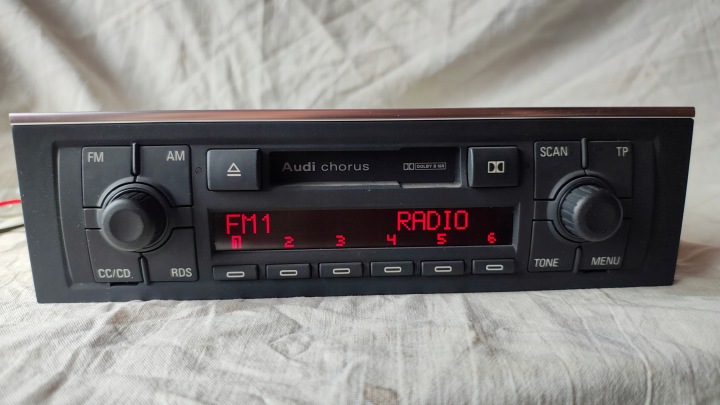 FM AM
Audi chorus
DOLBY B NR
SCAN TP
FM1 RADIO
1 2 3 4 5 6
CC/CD RDS
TONE MENU